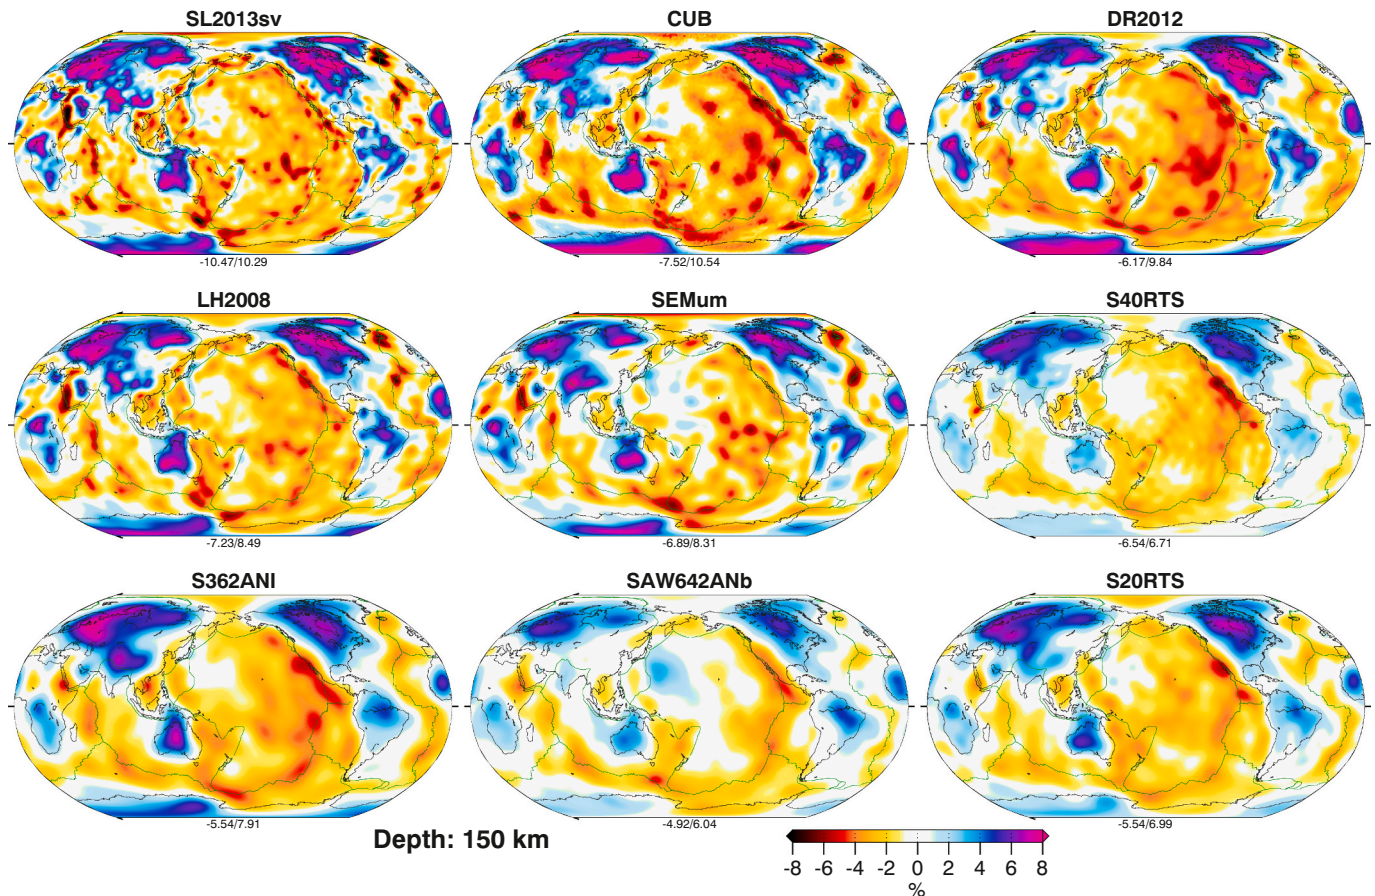 SL2013sv CUB DR2012
-10.47/10.29 -7.52/10.54 -6.17/9.84
LH2008 SEMum S40RTS
-7.23/8.49 -6.89/8.31 -6.54/6.71
S362ANI SAW642ANb S20RTS
-5.54/7.91 -4.92/6.04 -5.54/6.99
Depth: 150 km
-8 -6 -4 -2 0 2 4 6 8
%